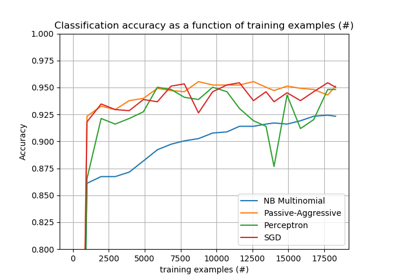 Classification accuracy as a function of training examples (#)
1.000
0.975
0.950
0.925
0.900
0.875
0.850
0.825
0.800
Accuracy
NB Multinomial
Passive-Aggressive
Perceptron
SGD
0 2500 5000 7500 10000 12500 15000 17500
training examples (#)